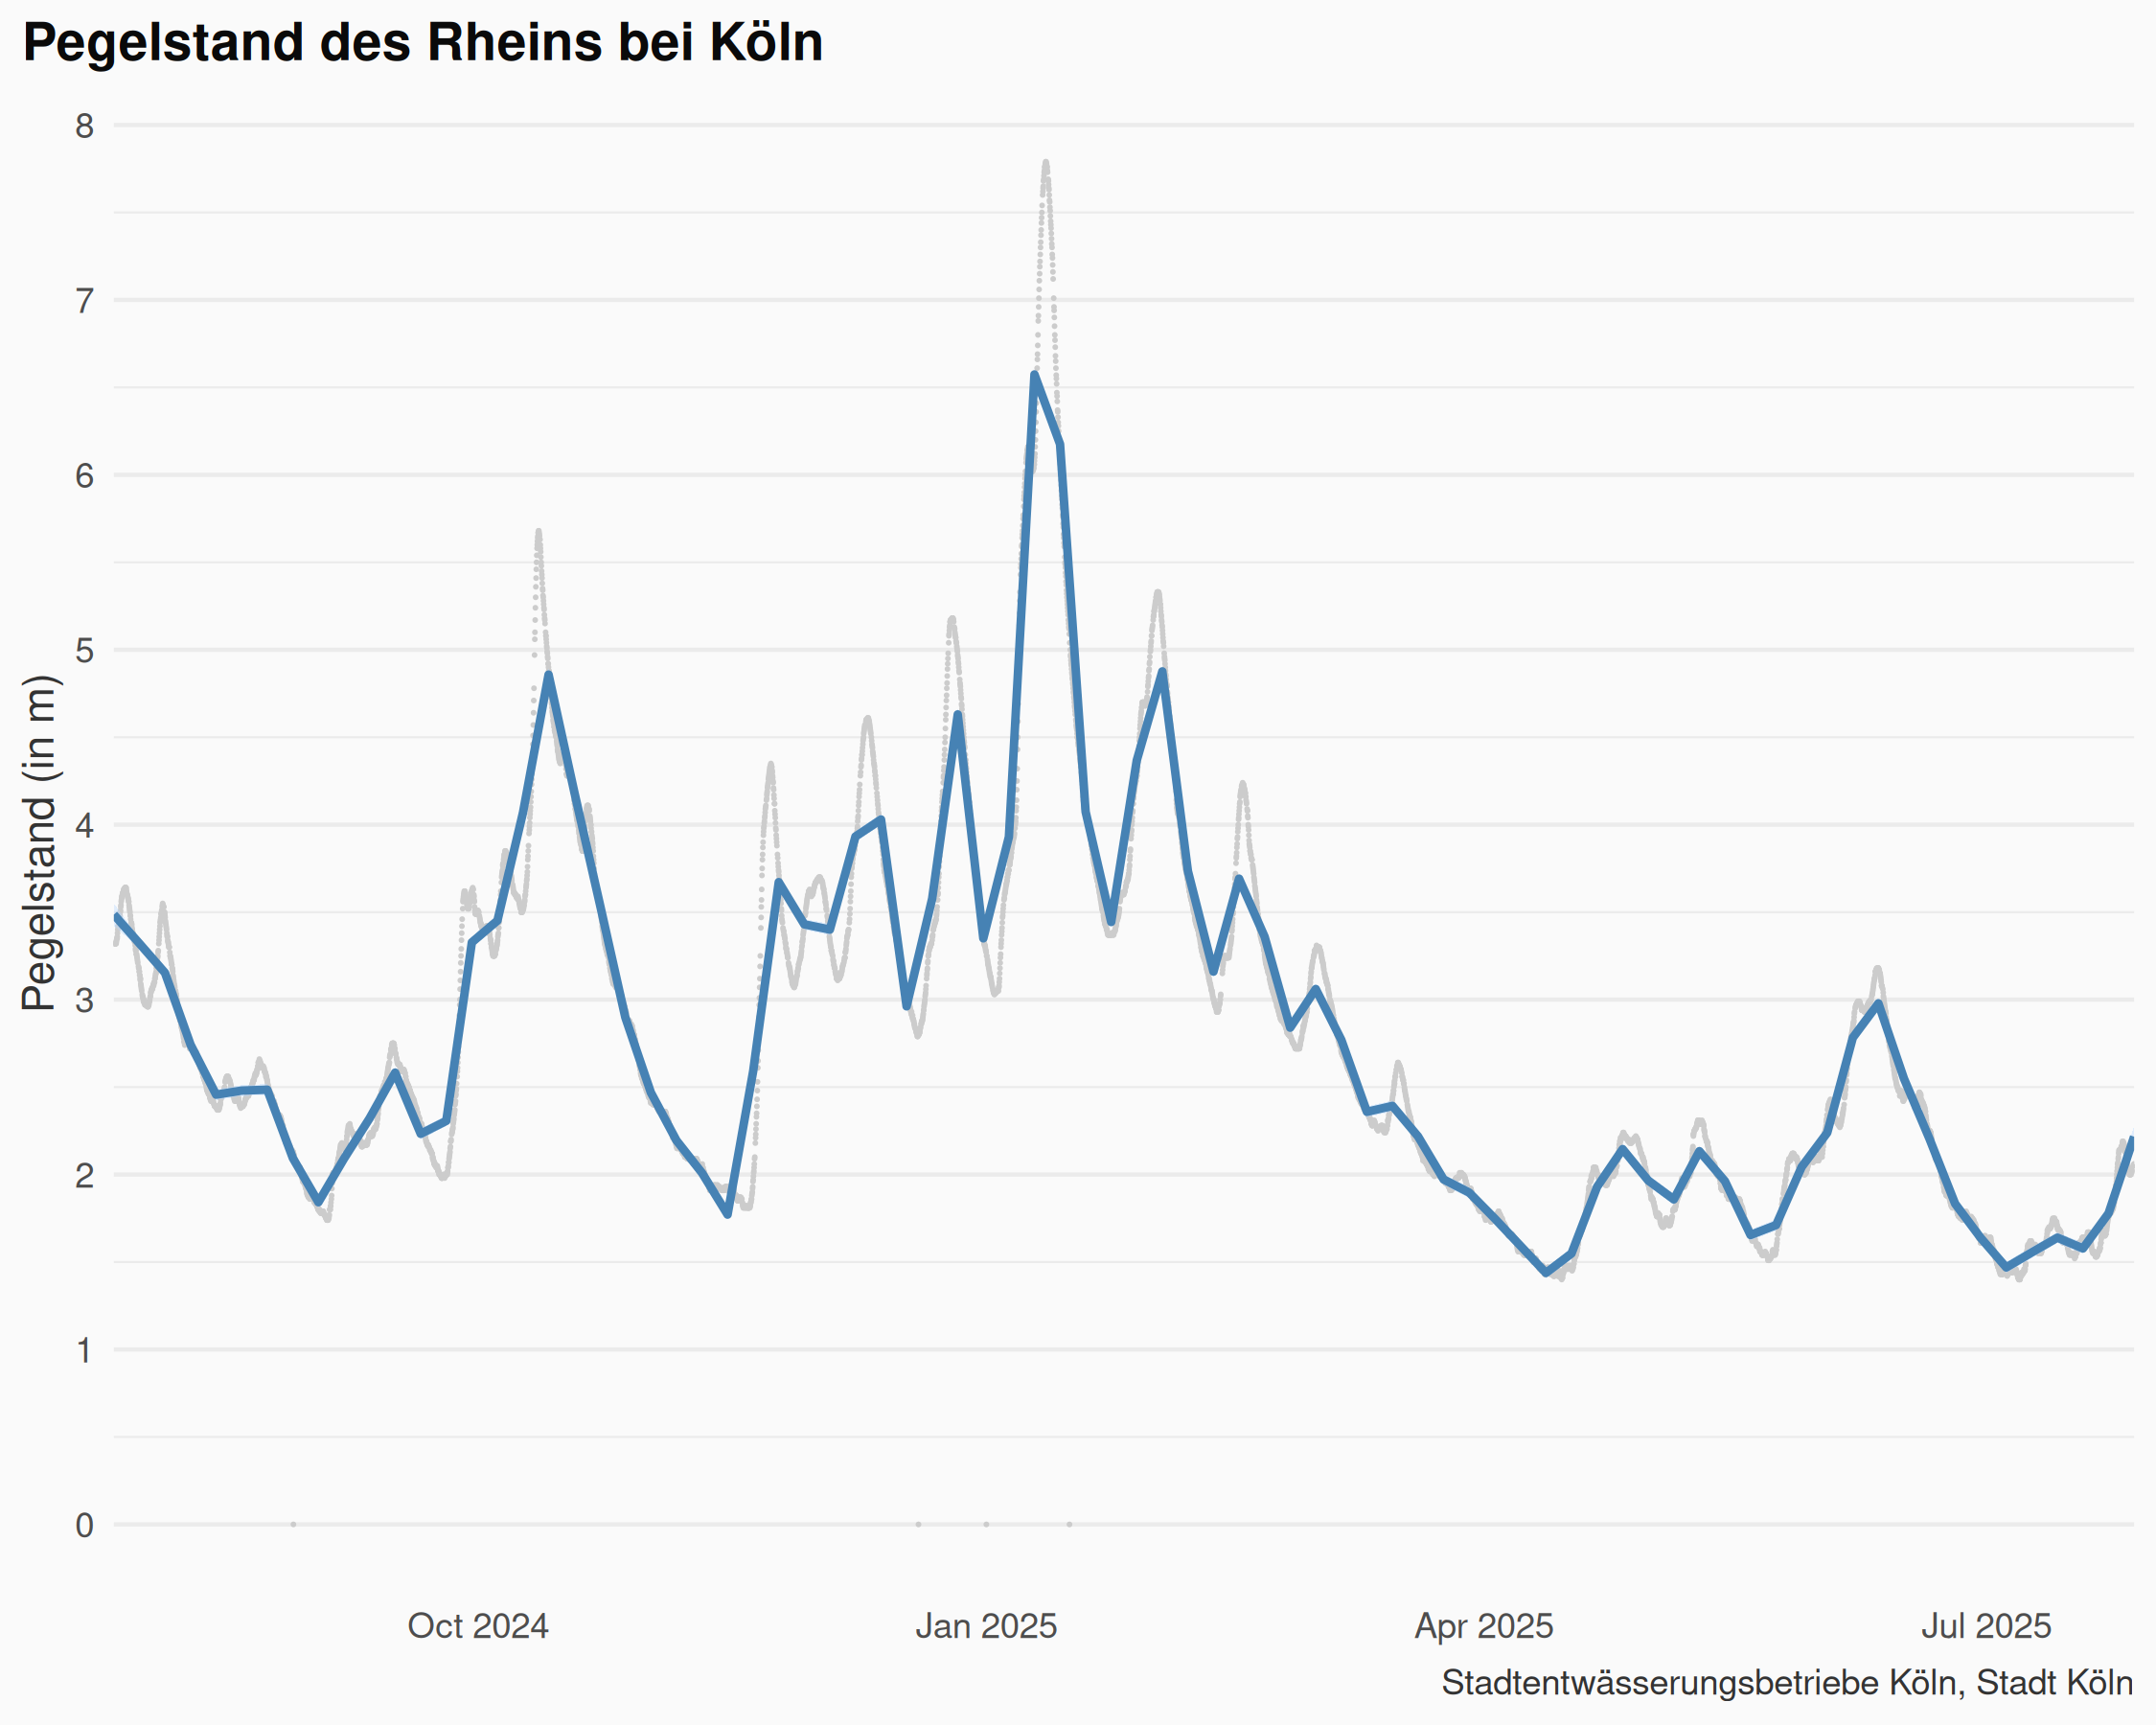 Pegelstand des Rheins bei Köln
Pegelstand (in m)
8
7
6
5
4
3
2
1
0
Oct 2024
Jan 2025
Apr 2025
Jul 2025
Stadtentwässerungsbetriebe Köln, Stadt Köln